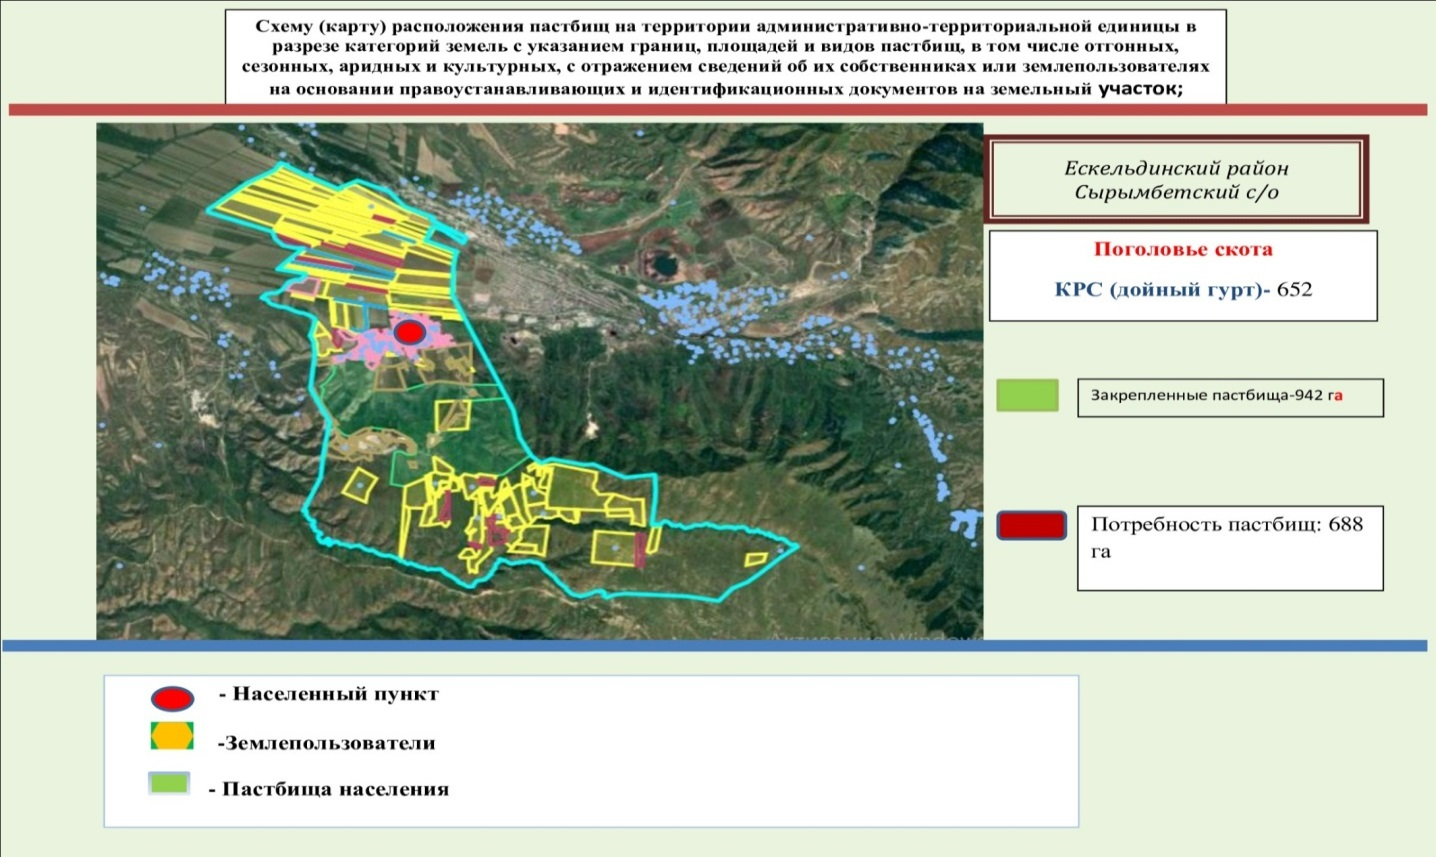 Схему (карту) расположения пастбищ на территории административно-территориальной единицы в
разрезе категорий земель с указанием границ, площадей и видов пастбищ, в том числе отгонных,
сезонных, аридных и культурных, с отражением сведений об их собственниках или землепользователях
на основании правоустанавливающих и идентификационных документов на земельный участок;
Ескельдинский район
Сырымбетский с/о
Поголовье скота
КРС (дойный гурт)- 652
Закрепленные пастбища-942 га
Потребность пастбищ: 688
га
- Населенный пункт
-Землепользователи
- Пастбища населения